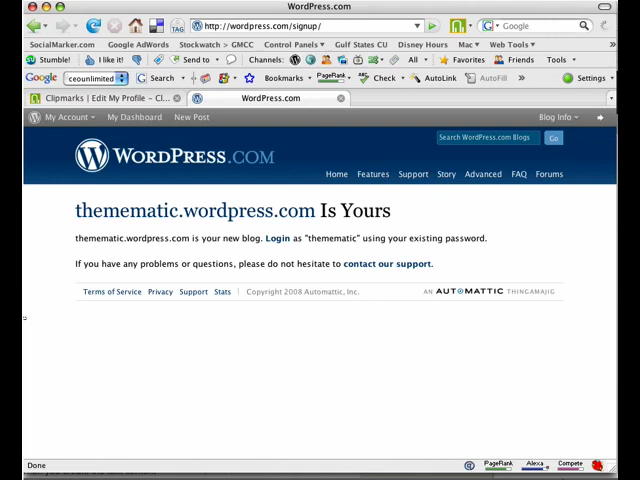 WordPress.com
http://wordpress.com/signup/
Google
SocialMarker.com Google AdWords Stockwatch > GMCC Control Panels Gulf States CU Disney Hours Mac Web Tools
Stumble! I like it! Send to Channels: All Favorites Friends Tools
Google ceounlimited Search Bookmarks PageRank Check AutoLink AutoFill Settings
Clipmarks | Edit My Profile - Cl... WordPress.com
My Account My Dashboard New Post Blog Info
Search WordPress.com Blogs Go
WORDPRESS.COM
Home Features Support Story Advanced FAQ Forums
themematic.wordpress.com Is Yours
themematic.wordpress.com is your new blog. Login as "themematic" using your existing password.
If you have any problems or questions, please do not hesitate to contact our support.
Terms of Service Privacy Support Stats Copyright 2008 Automattic, Inc. AN AUTOMATTIC THINGAMAJIG
Done PageRank Alexa Compete